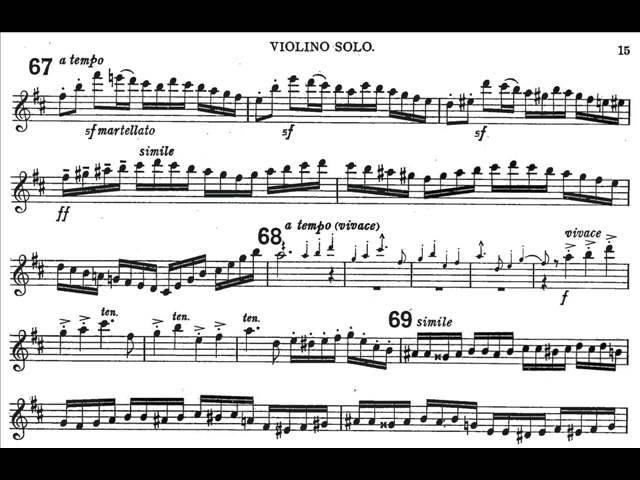 VIOLINO SOLO.
15
67 a tempo
sf martellato
sf
sf
simile
ff
68 a tempo (vivace)
vivace
f
ten.
ten.
ten.
69 simile